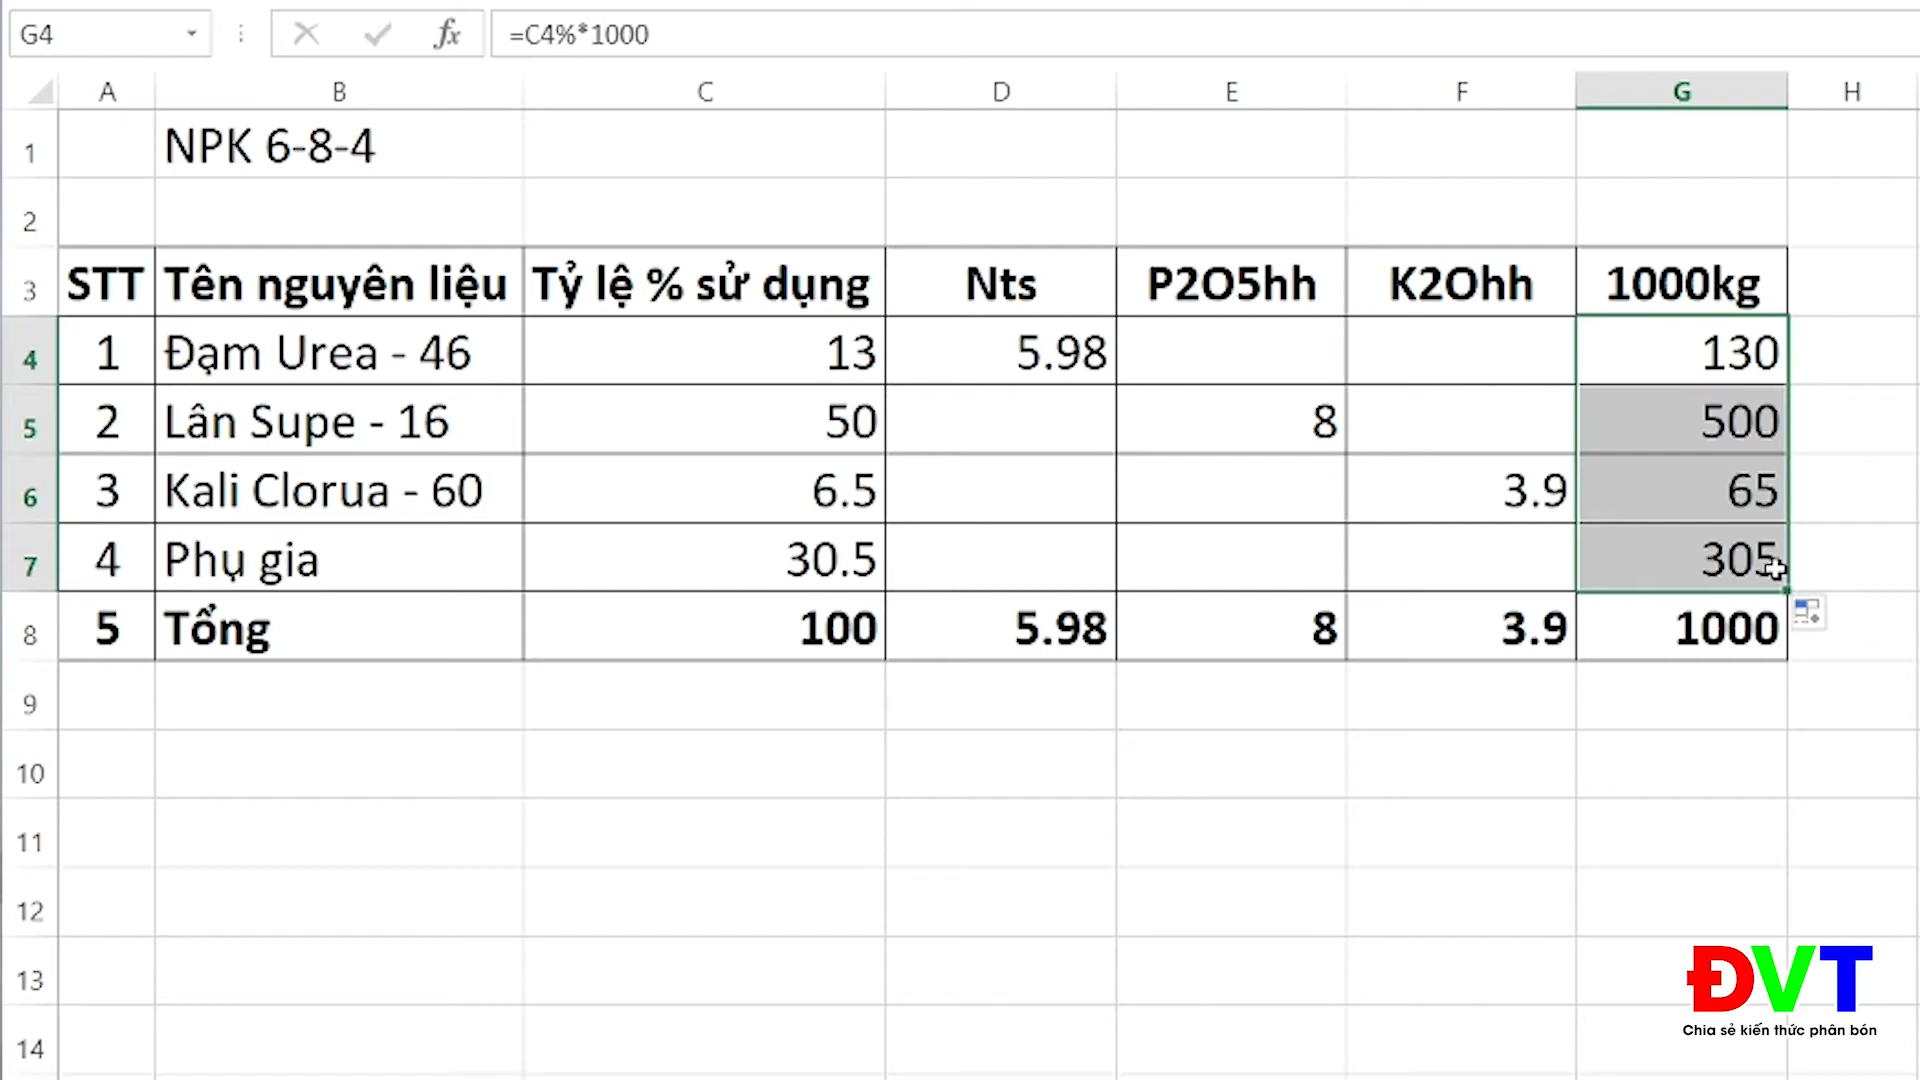 G4 fx =C4%*1000
A B C D E F G H
1 NPK 6-8-4
2
3 STT Tên nguyên liệu Tỷ lệ % sử dụng Nts P2O5hh K2Ohh 1000kg
4 1 Đạm Urea - 46 13 5.98 130
5 2 Lân Supe - 16 50 8 500
6 3 Kali Clorua - 60 6.5 3.9 65
7 4 Phụ gia 30.5 305
8 5 Tổng 100 5.98 8 3.9 1000
9
10
11
12
13
14
ĐVT
Chia sẻ kiến thức phân bón